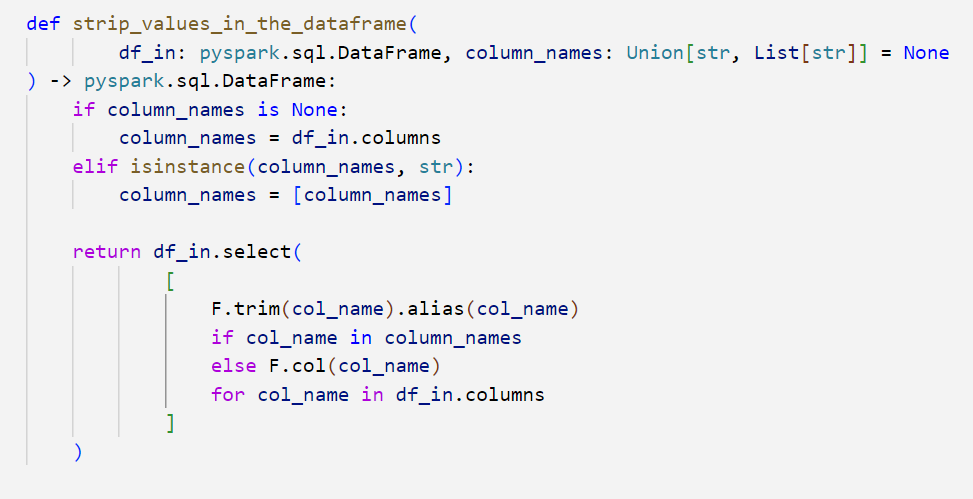 def strip_values_in_the_dataframe(
        df_in: pyspark.sql.DataFrame, column_names: Union[str, List[str]] = None
) -> pyspark.sql.DataFrame:
    if column_names is None:
        column_names = df_in.columns
    elif isinstance(column_names, str):
        column_names = [column_names]

    return df_in.select(
            [
                F.trim(col_name).alias(col_name)
                if col_name in column_names
                else F.col(col_name)
                for col_name in df_in.columns
            ]
    )